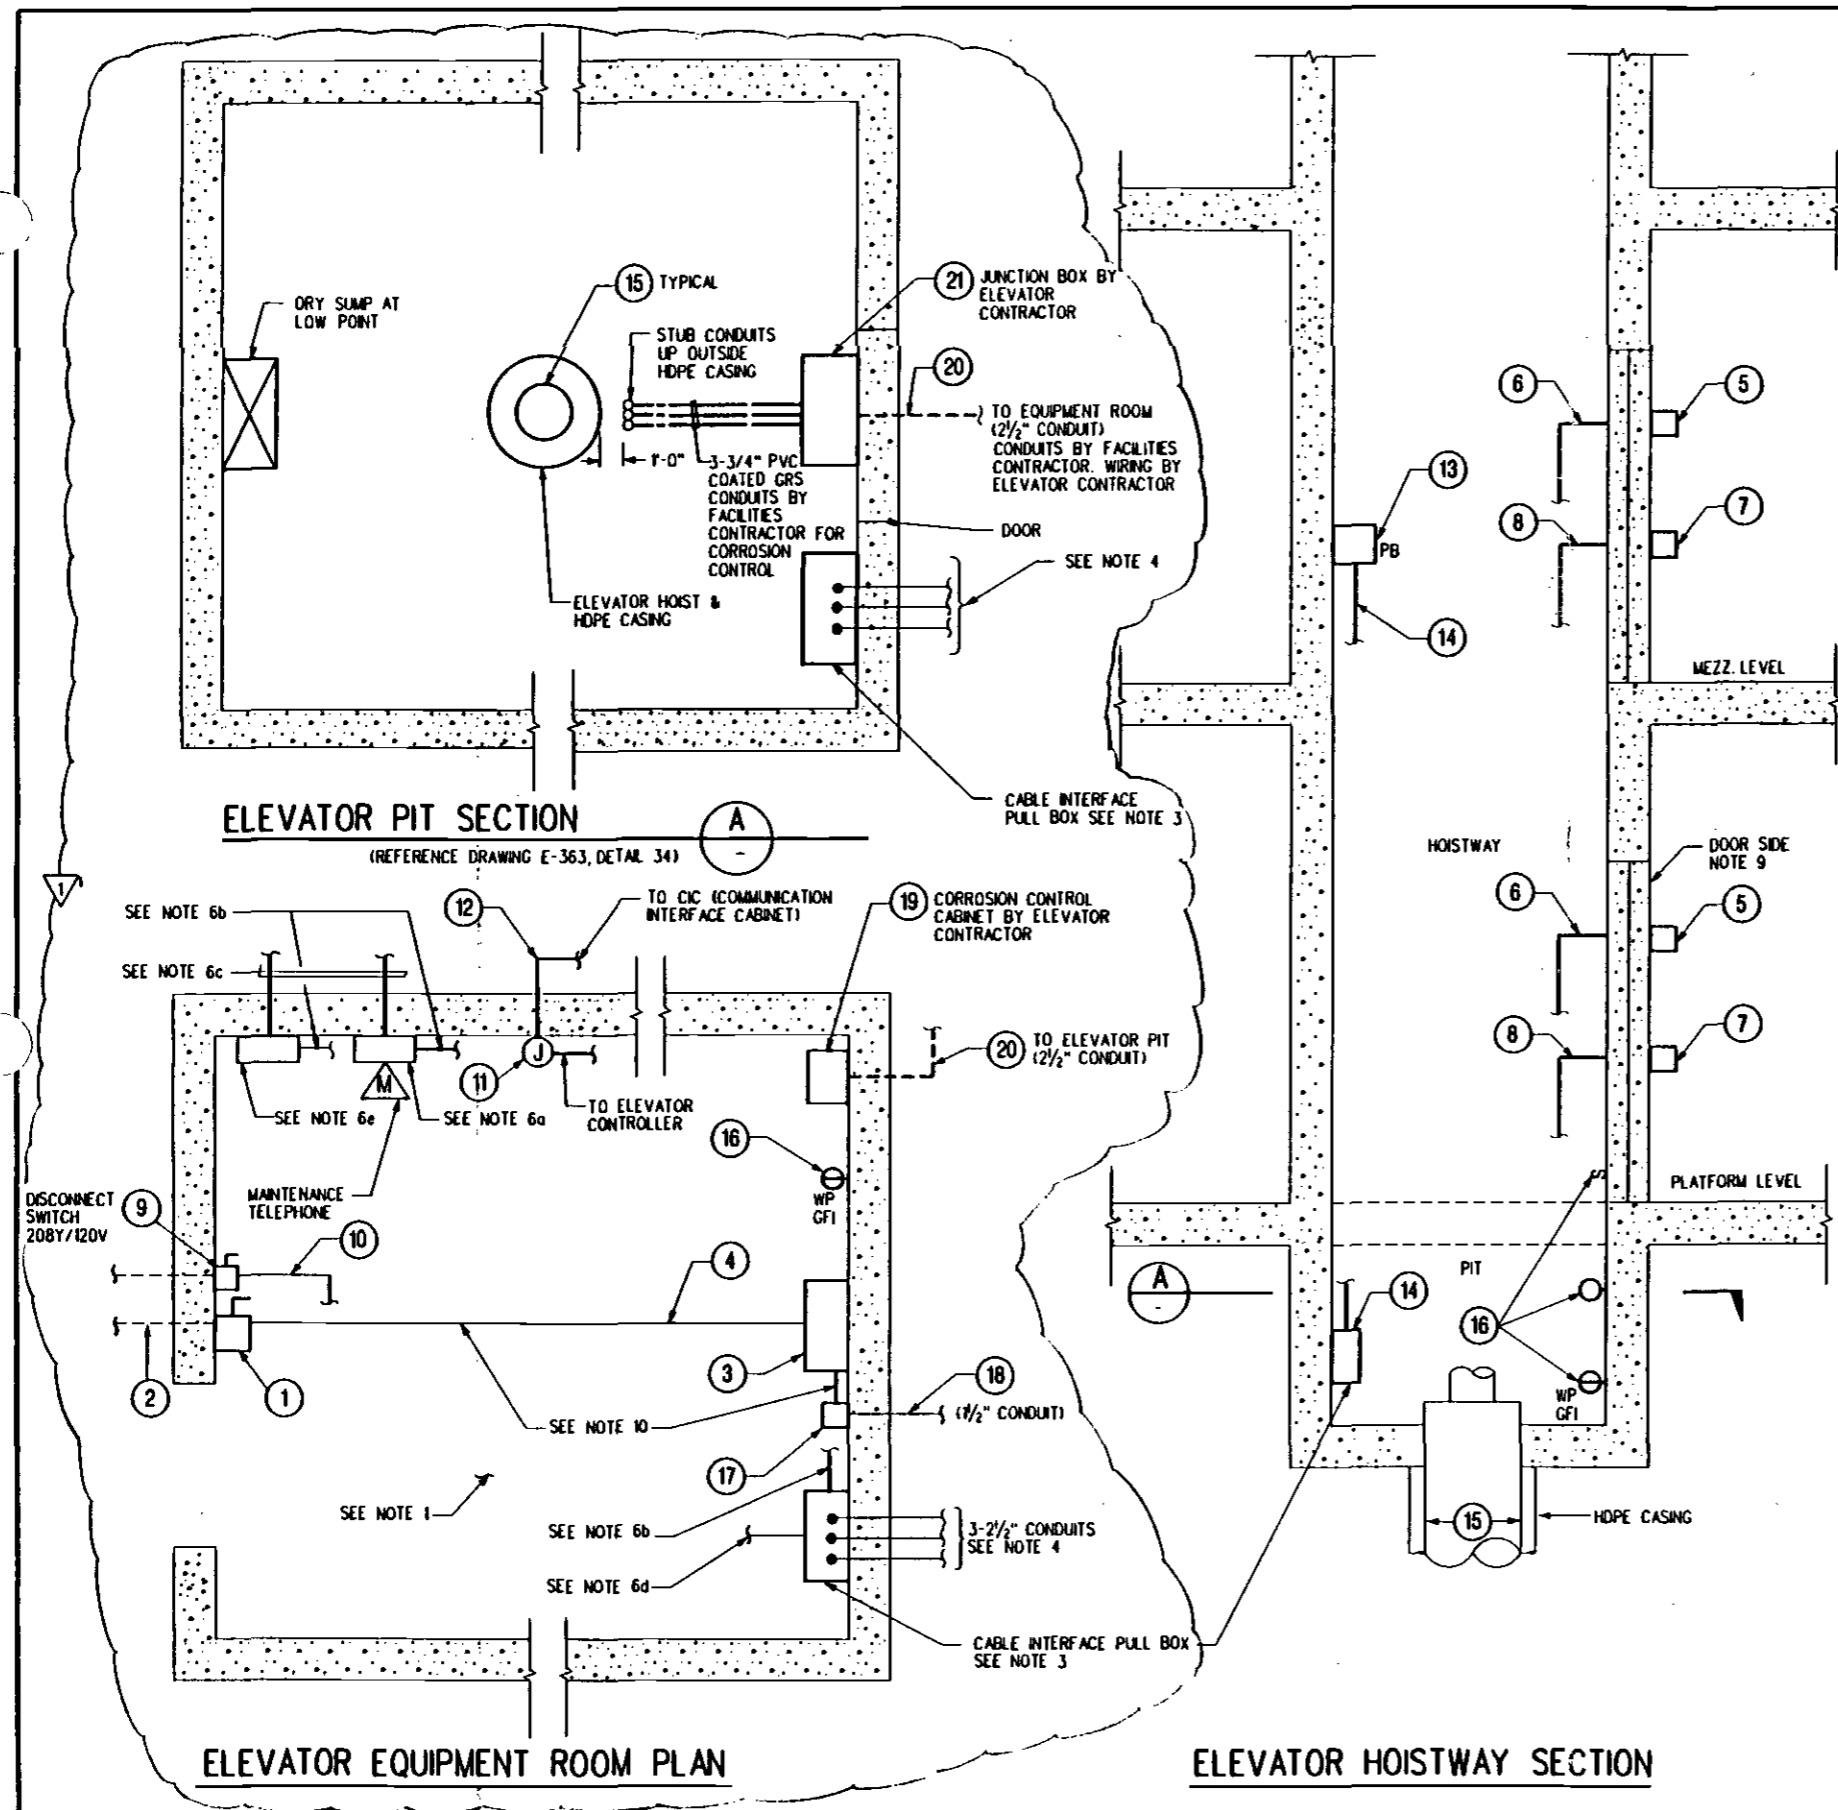 DRY SUMP AT
LOW POINT
15 TYPICAL
STUB CONDUITS
UP OUTSIDE
HDPE CASING
21 JUNCTION BOX BY
ELEVATOR
CONTRACTOR
20
TO EQUIPMENT ROOM
(2½" CONDUIT)
CONDUITS BY FACILITIES
CONTRACTOR. WIRING BY
ELEVATOR CONTRACTOR
1'-0"
3-3/4" PVC
COATED GRS
CONDUITS BY
FACILITIES
CONTRACTOR FOR
CORROSION
CONTROL
DOOR
SEE NOTE 4
ELEVATOR HOIST &
HDPE CASING
CABLE INTERFACE
PULL BOX SEE NOTE 3
ELEVATOR PIT SECTION
A
-
(REFERENCE DRAWING E-363, DETAIL 34)
1
SEE NOTE 6b
SEE NOTE 6c
12
TO CIC (COMMUNICATION
INTERFACE CABINET)
19 CORROSION CONTROL
CABINET BY ELEVATOR
CONTRACTOR
J
11
M
20 TO ELEVATOR PIT
(2½" CONDUIT)
SEE NOTE 6e
SEE NOTE 6a
TO ELEVATOR
CONTROLLER
16
WP
GFI
DISCONNECT
SWITCH
208Y/120V
9
MAINTENANCE
TELEPHONE
10
4
2
1
3
18
(1½" CONDUIT)
SEE NOTE 10
17
SEE NOTE 1
SEE NOTE 6b
3-2½" CONDUITS
SEE NOTE 4
SEE NOTE 6d
CABLE INTERFACE PULL BOX
SEE NOTE 3
ELEVATOR EQUIPMENT ROOM PLAN
6
5
13
PB
8
7
14
MEZZ. LEVEL
HOISTWAY
DOOR SIDE
NOTE 9
6
5
8
7
S
PLATFORM LEVEL
A
-
PIT
14
16
WP
GFI
15
HDPE CASING
ELEVATOR HOISTWAY SECTION